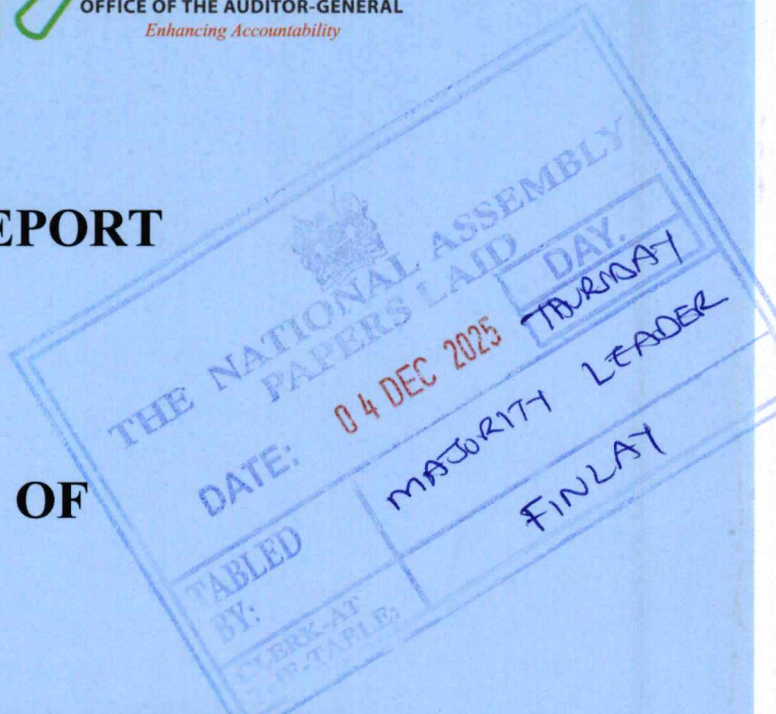 OFFICE OF THE AUDITOR-GENERAL
Enhancing Accountability
EPORT
OF
THE NATIONAL ASSEMBLY
PAPERS LAID
DATE: 04 DEC 2025
DAY.
THURSDAY
TABLED
BY:
MAJORITY LEADER
CLERK-AT
THE-TABLE:
FINLAY